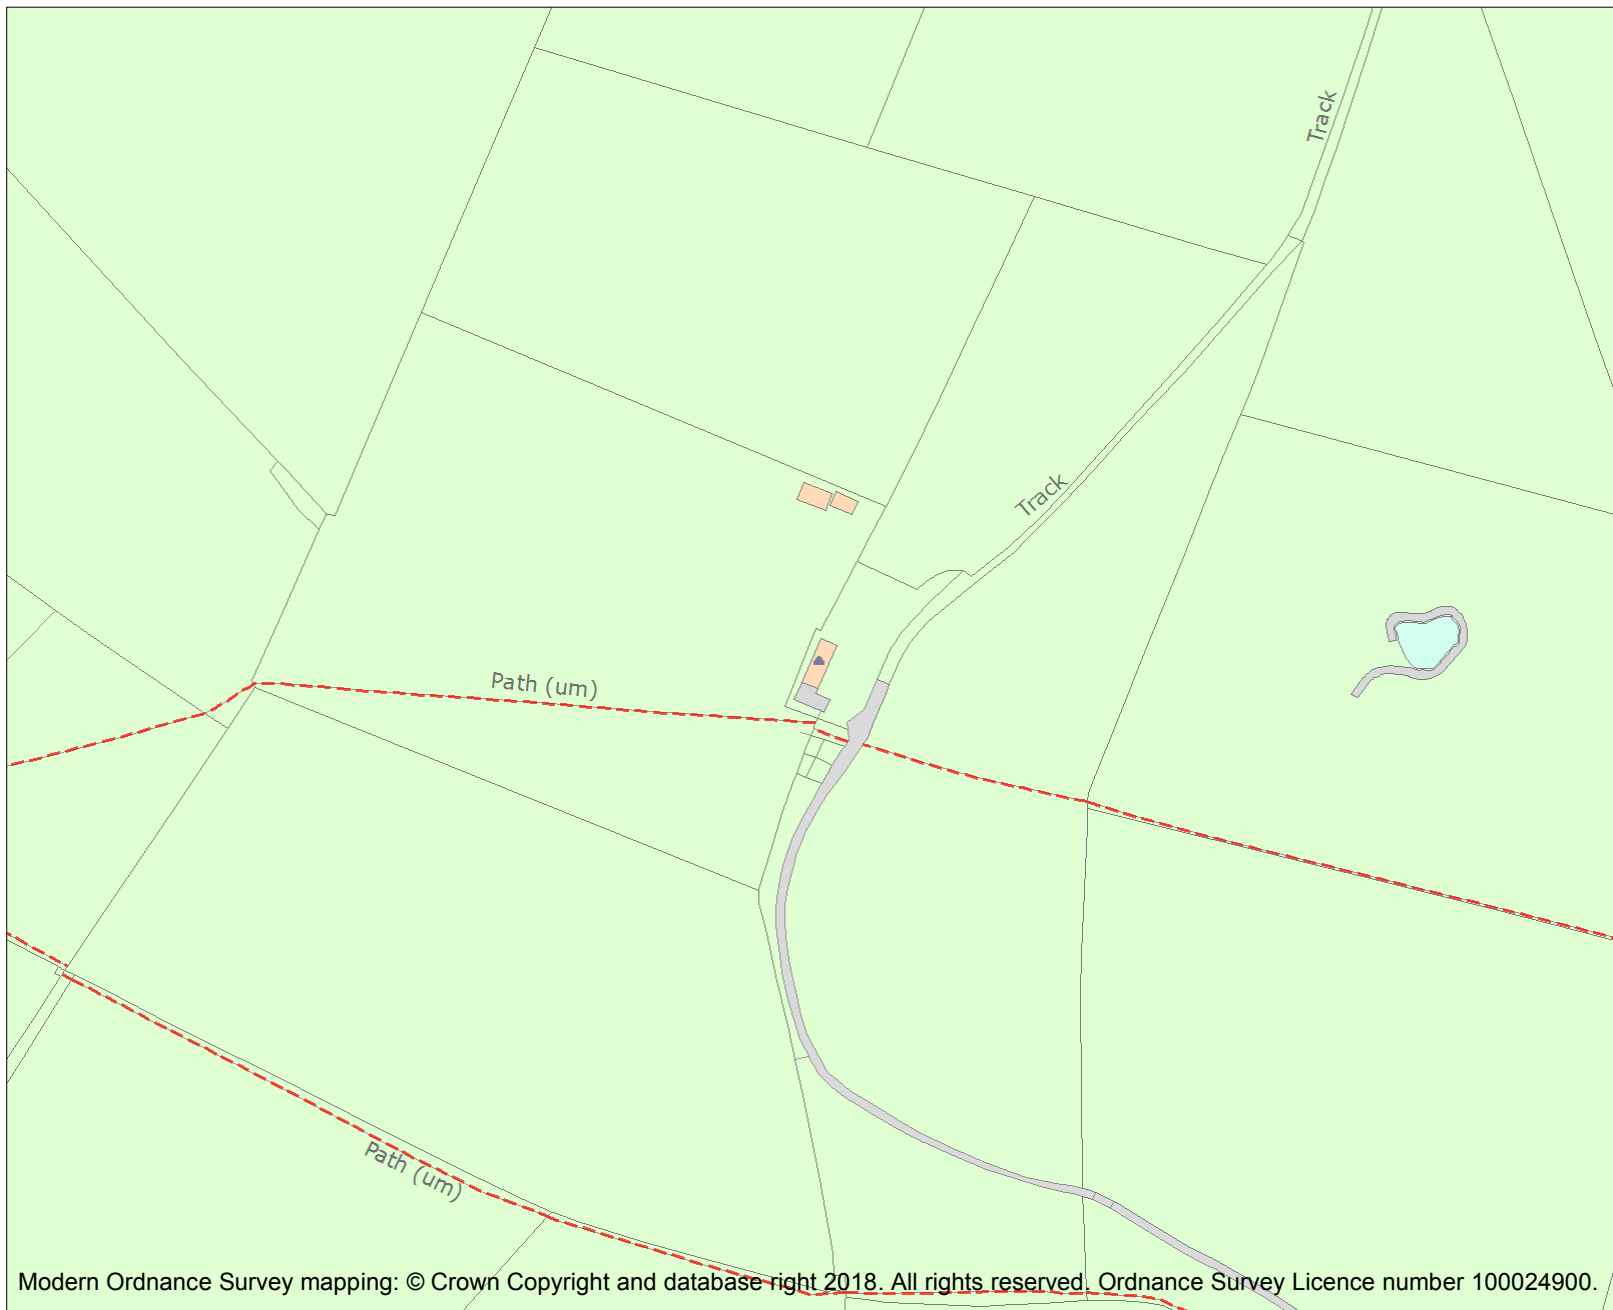 Track
Track
Path (um)
Path (um)
Modern Ordnance Survey mapping: © Crown Copyright and database right 2018. All rights reserved. Ordnance Survey Licence number 100024900.